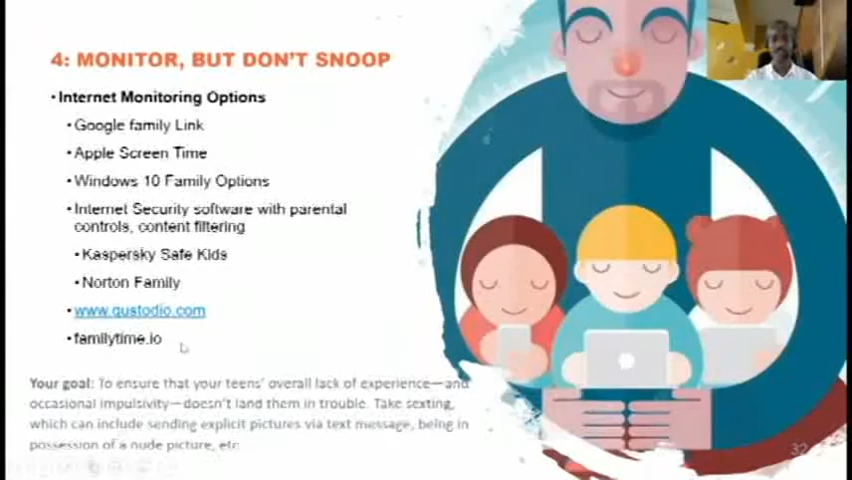 4: MONITOR, BUT DON'T SNOOP
•Internet Monitoring Options
•Google family Link
•Apple Screen Time
•Windows 10 Family Options
•Internet Security software with parental
controls, content filtering
•Kaspersky Safe Kids
•Norton Family
•www.qustodio.com
•familytime.io
Your goal: To ensure that your teens' overall lack of experience—and
occasional impulsivity—doesn't land them in trouble. Take sexting,
which can include sending explicit pictures via text message, being in
possession of a nude picture, etc
32